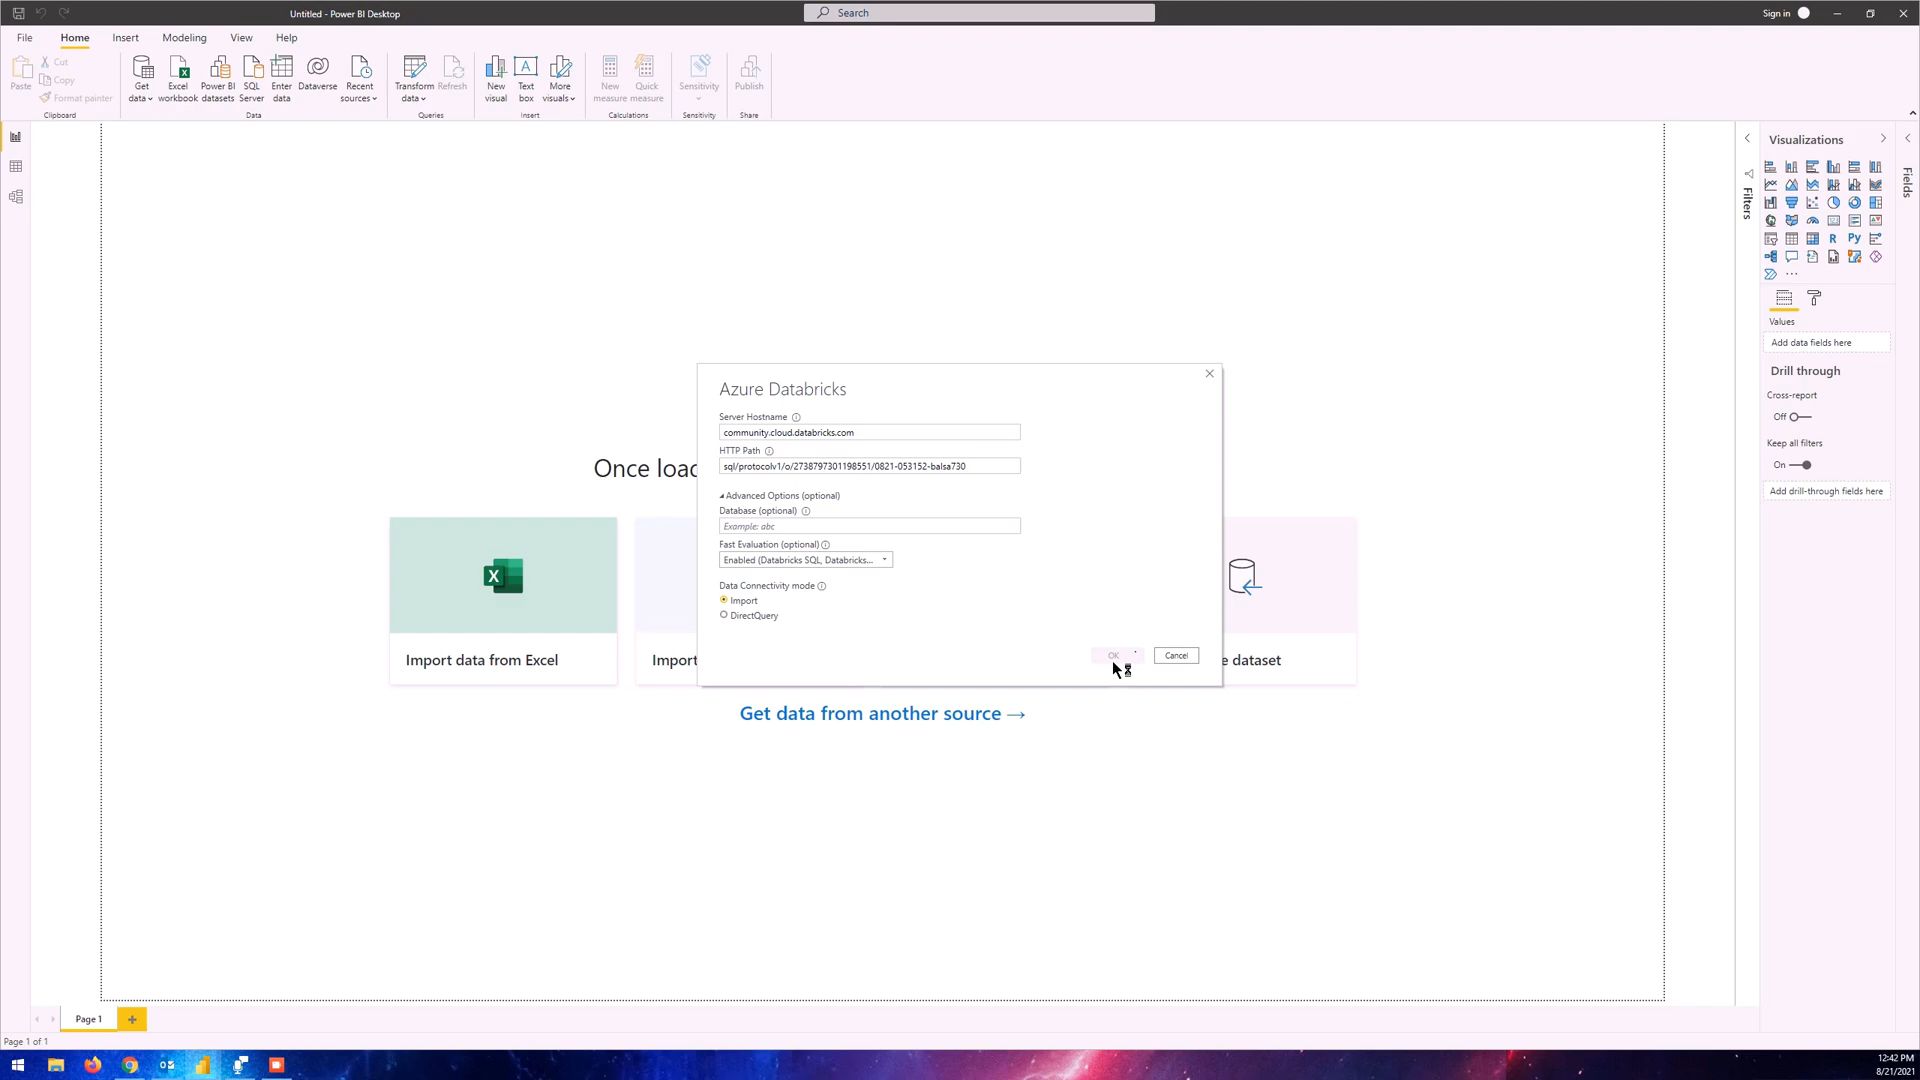 Untitled - Power BI Desktop
Search
Sign in
File
Home
Insert
Modeling
View
Help
Paste
Cut
Copy
Format painter
Clipboard
Get data
Excel workbook
Power BI datasets
SQL Server
Enter data
Dataverse
Recent sources
Data
Transform data
Refresh
Queries
New visual
Text box
More visuals
Insert
New measure
Quick measure
Calculations
Sensitivity
Sensitivity
Publish
Share
Once load
Import data from Excel
Import
e dataset
Get data from another source →
Azure Databricks
Server Hostname
community.cloud.databricks.com
HTTP Path
sql/protocolv1/o/2738797301198551/0821-053152-balsa730
Advanced Options (optional)
Database (optional)
Example: abc
Fast Evaluation (optional)
Enabled (Databricks SQL, Databricks...
Data Connectivity mode
Import
DirectQuery
OK
Cancel
Filters
Visualizations
R
Py
...
Values
Add data fields here
Drill through
Cross-report
Off
Keep all filters
On
Add drill-through fields here
Fields
Page 1
Page 1 of 1
12:42 PM
8/21/2021